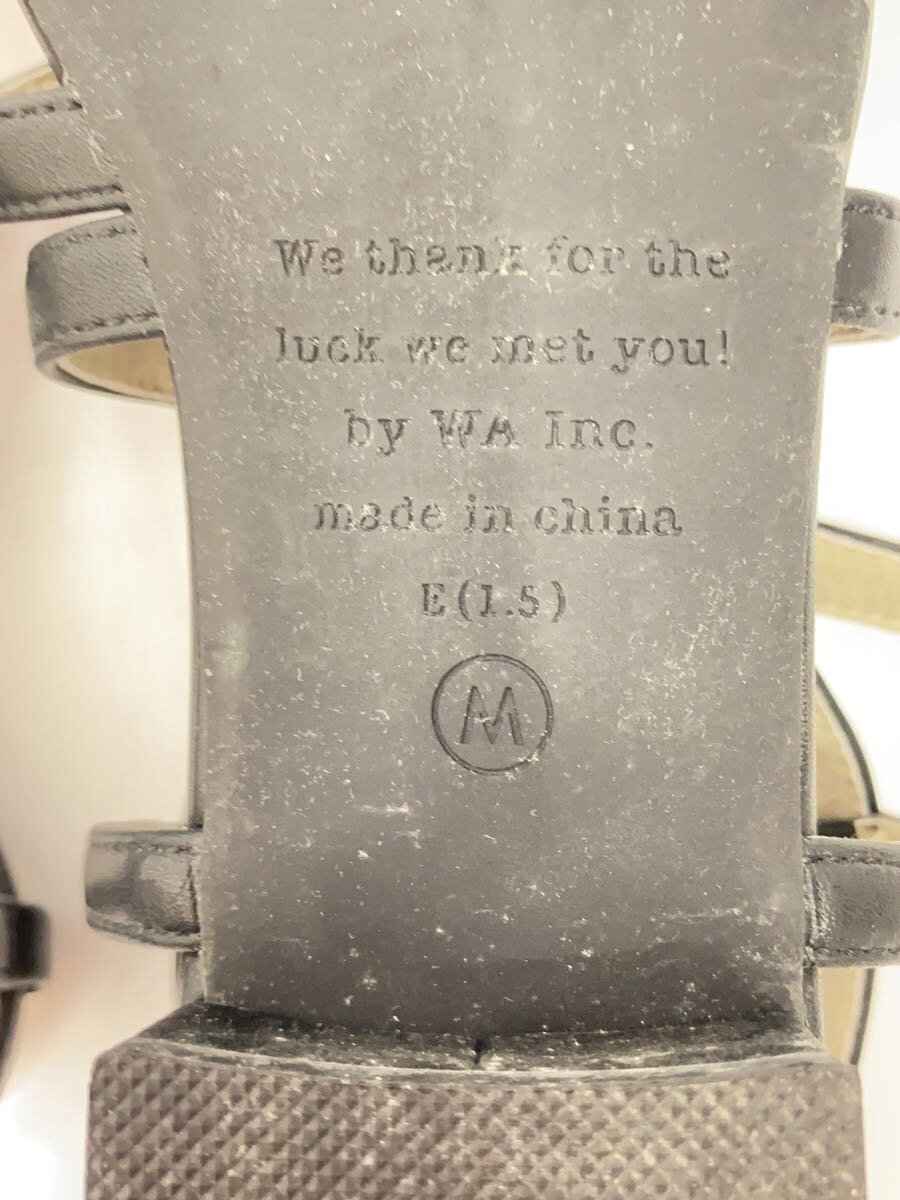 We thank for the
luck we met you!
by WA Inc.
made in china
E(1.5)
M